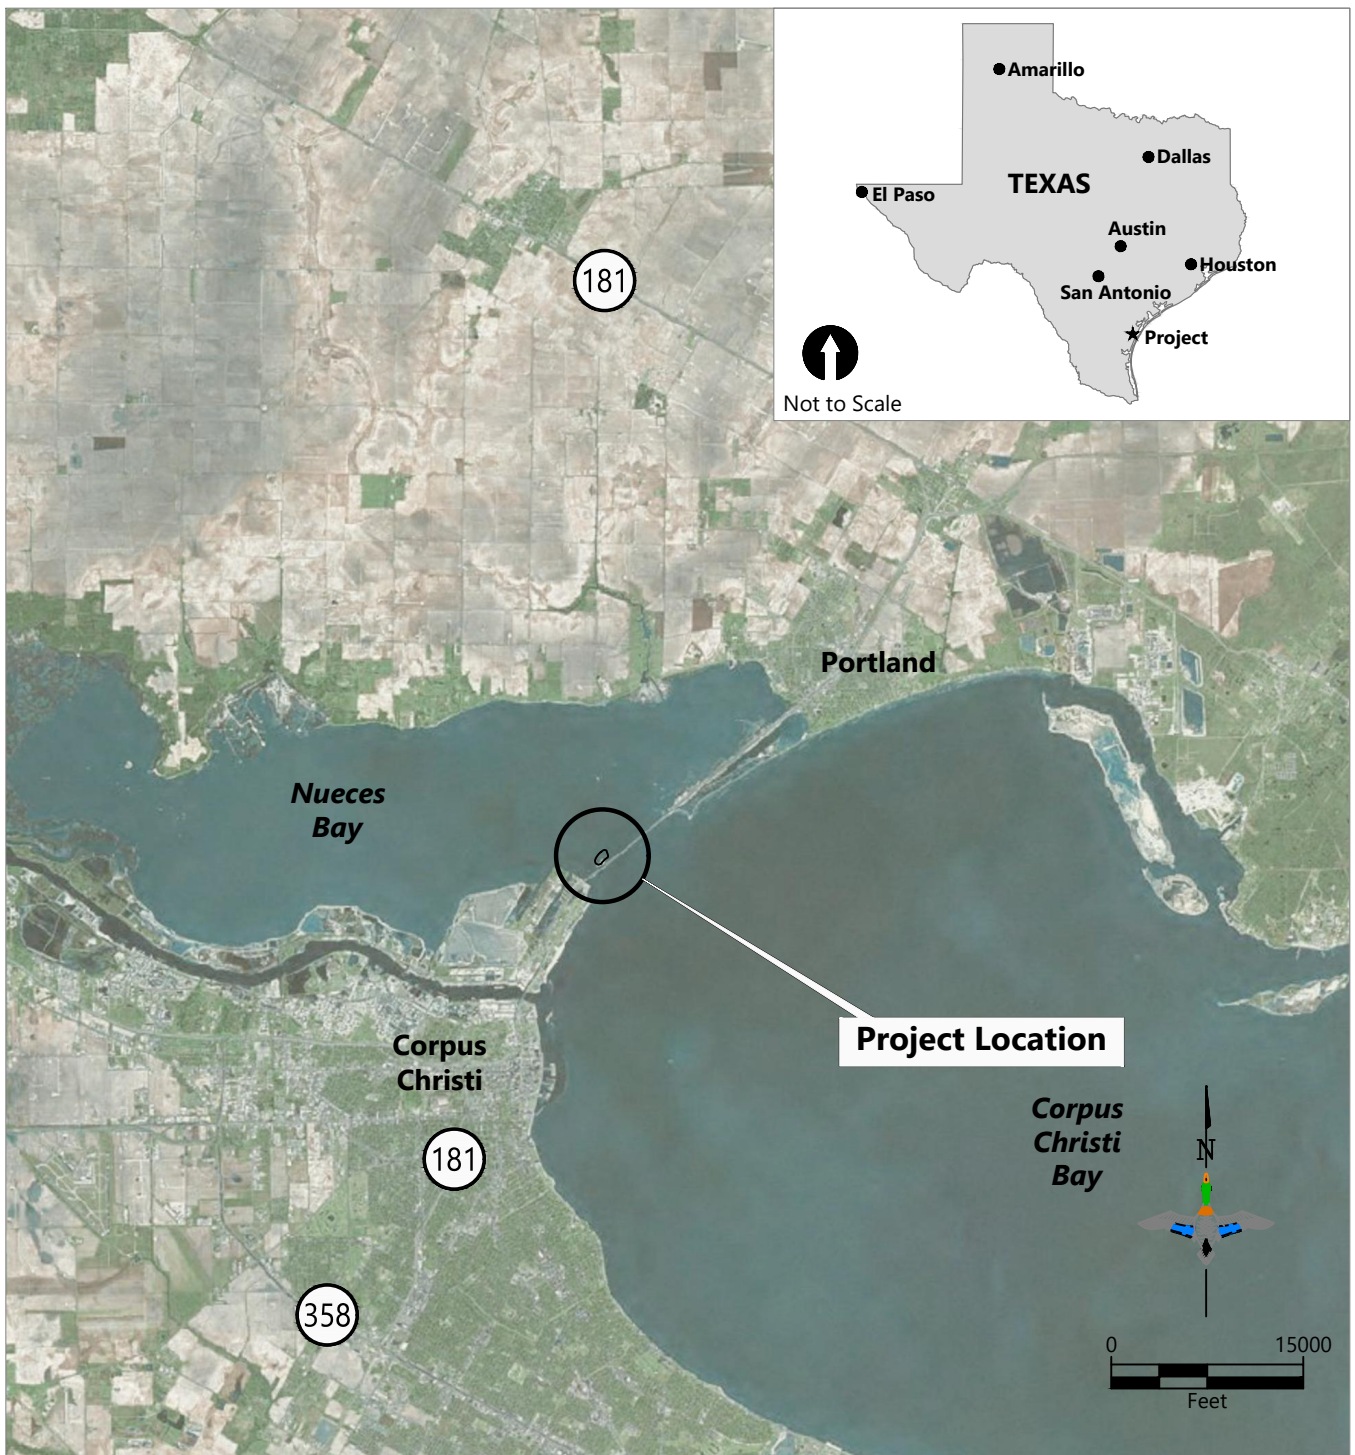 Amarillo
Dallas
TEXAS
El Paso
Austin
Houston
San Antonio
Project
Not to Scale
181
Portland
Nueces
Bay
Project Location
Corpus
Christi
Corpus
Christi
Bay
N
181
358
0 15000
Feet